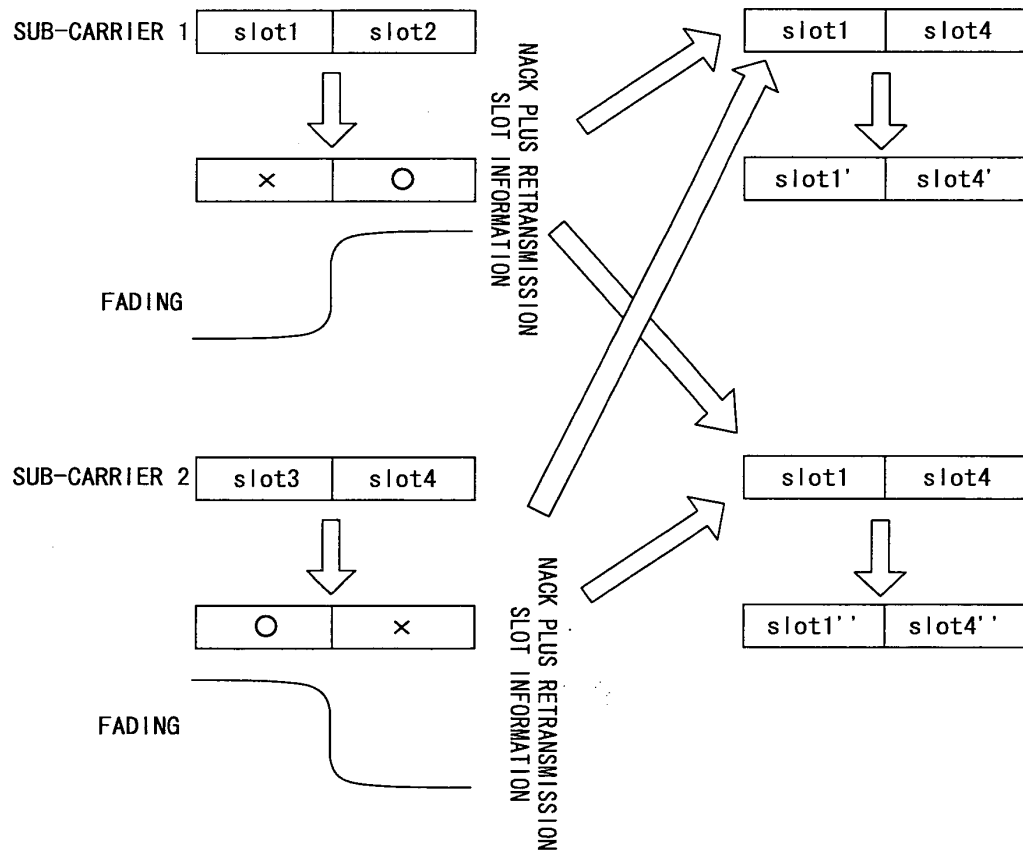 SUB-CARRIER 1
slot1 slot2
× ○
FADING
NACK PLUS RETRANSMISSION
SLOT INFORMATION
slot1 slot4
slot1' slot4'
SUB-CARRIER 2
slot3 slot4
○ ×
FADING
NACK PLUS RETRANSMISSION
SLOT INFORMATION
slot1 slot4
slot1'' slot4''